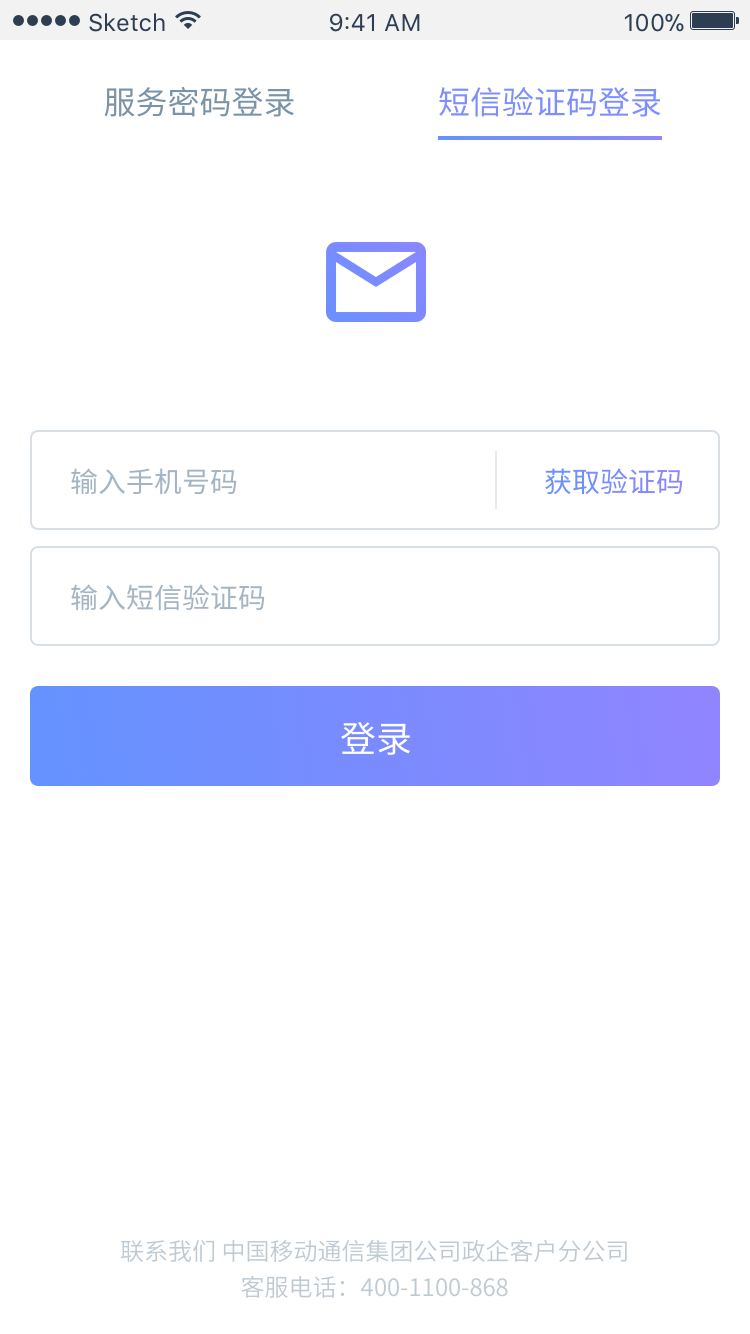 Sketch 9:41 AM 100%
服务密码登录 短信验证码登录
输入手机号码 获取验证码
输入短信验证码
登录
联系我们 中国移动通信集团公司政企客户分公司
客服电话：400-1100-868